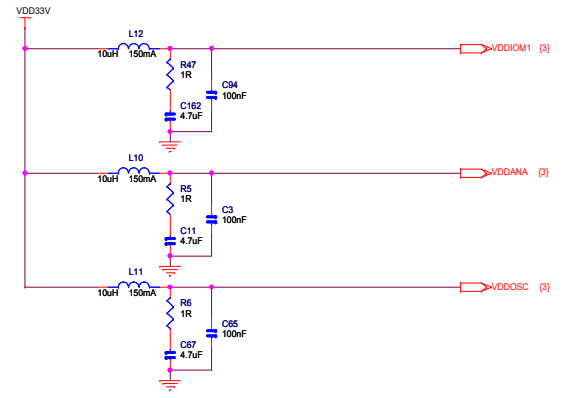 VDD33V
L12
10uH 150mA
VDDIOM1 {3}
R47
1R
C94
100nF
C162
4.7uF
L10
10uH 150mA
VDDANA {3}
R5
1R
C3
100nF
C11
4.7uF
L11
10uH 150mA
VDDOSC {3}
R6
1R
C65
100nF
C67
4.7uF